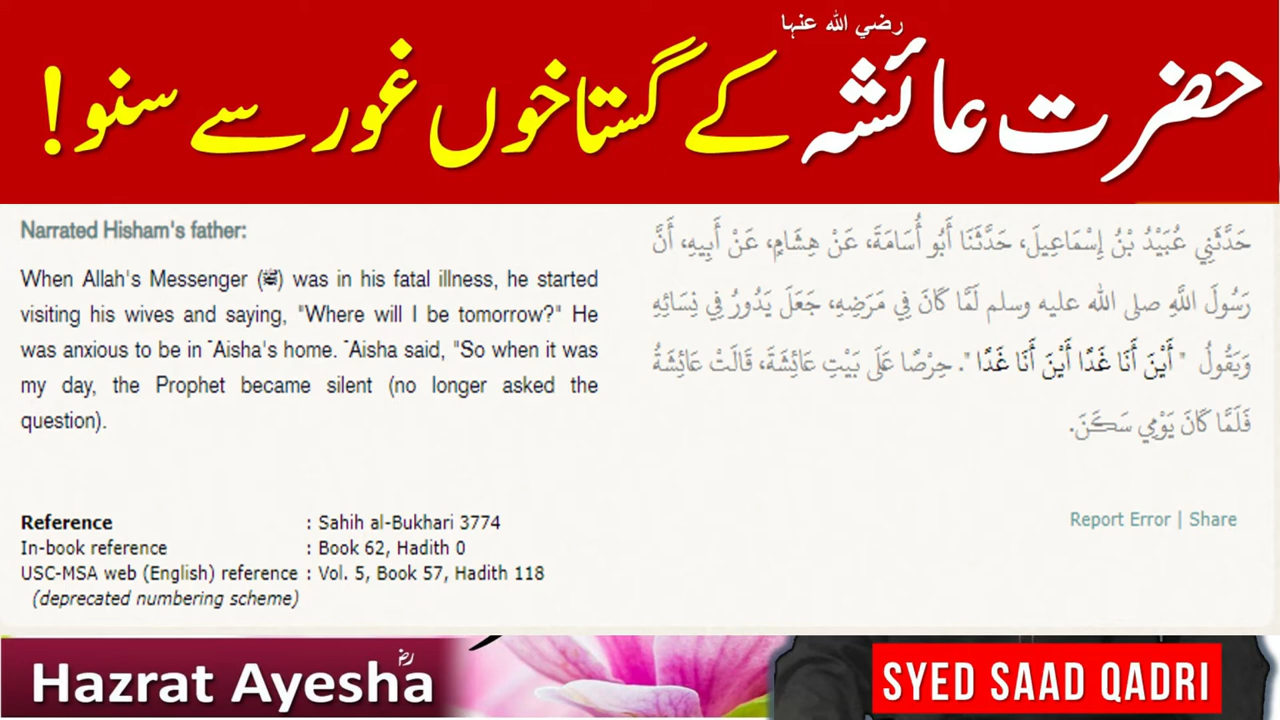 رضي الله عنہا
حضرت عائشہ کے گستاخوں غور سے سنو!
Narrated Hisham's father:
When Allah's Messenger (ﷺ) was in his fatal illness, he started
visiting his wives and saying, "Where will I be tomorrow?" He
was anxious to be in `Aisha's home. `Aisha said, "So when it was
my day, the Prophet became silent (no longer asked the
question).
حَدَّثَنِي عُبَيْدُ بْنُ إِسْمَاعِيلَ، حَدَّثَنَا أَبُو أُسَامَةَ، عَنْ هِشَامٍ، عَنْ أَبِيهِ، أَنَّ
رَسُولَ اللَّهِ صلى الله عليه وسلم لَمَّا كَانَ فِي مَرَضِهِ، جَعَلَ يَدُورُ فِي نِسَائِهِ
وَيَقُولُ ‏"‏ أَيْنَ أَنَا غَدًا أَيْنَ أَنَا غَدًا ‏"‏‏.‏ حِرْصًا عَلَى بَيْتِ عَائِشَةَ، قَالَتْ عَائِشَةُ
فَلَمَّا كَانَ يَوْمِي سَكَنَ‏.‏
Reference : Sahih al-Bukhari 3774
In-book reference : Book 62, Hadith 0
USC-MSA web (English) reference : Vol. 5, Book 57, Hadith 118
(deprecated numbering scheme)
Report Error | Share
Hazrat Ayesha
SYED SAAD QADRI